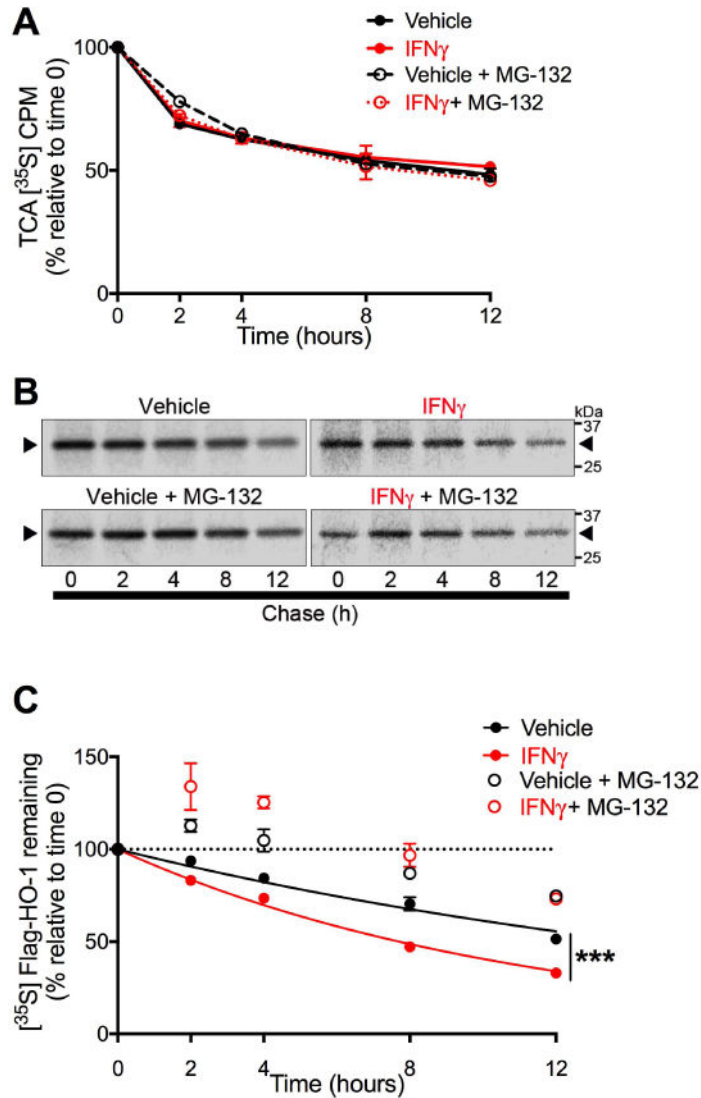 A
Vehicle
IFNγ
Vehicle + MG-132
IFNγ+ MG-132
TCA [³⁵S] CPM
(% relative to time 0)
100
50
0
0 2 4 8 12
Time (hours)
B
Vehicle IFNγ kDa
37
25
Vehicle + MG-132 IFNγ + MG-132
37
25
0 2 4 8 12 0 2 4 8 12
Chase (h)
C
Vehicle
IFNγ
Vehicle + MG-132
IFNγ+ MG-132
[³⁵S] Flag-HO-1 remaining
(% relative to time 0)
150
100
50
0
***
0 2 4 8 12
Time (hours)